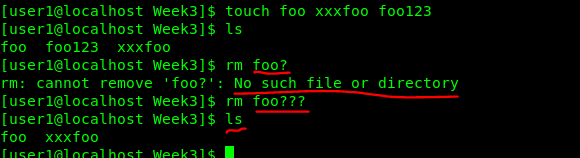 [user1@localhost Week3]$ touch foo xxxfoo foo123
[user1@localhost Week3]$ ls
foo  foo123  xxxfoo
[user1@localhost Week3]$ rm foo?
rm: cannot remove 'foo?': No such file or directory
[user1@localhost Week3]$ rm foo???
[user1@localhost Week3]$ ls
foo  xxxfoo
[user1@localhost Week3]$